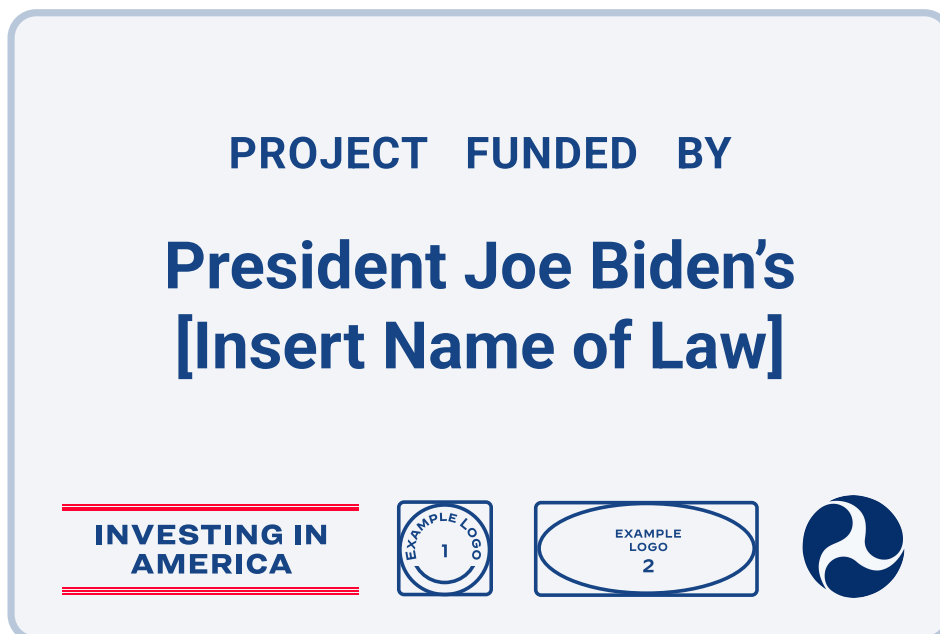 PROJECT FUNDED BY
President Joe Biden’s
[Insert Name of Law]
INVESTING IN
AMERICA
EXAMPLE LOGO
1
EXAMPLE
LOGO
2